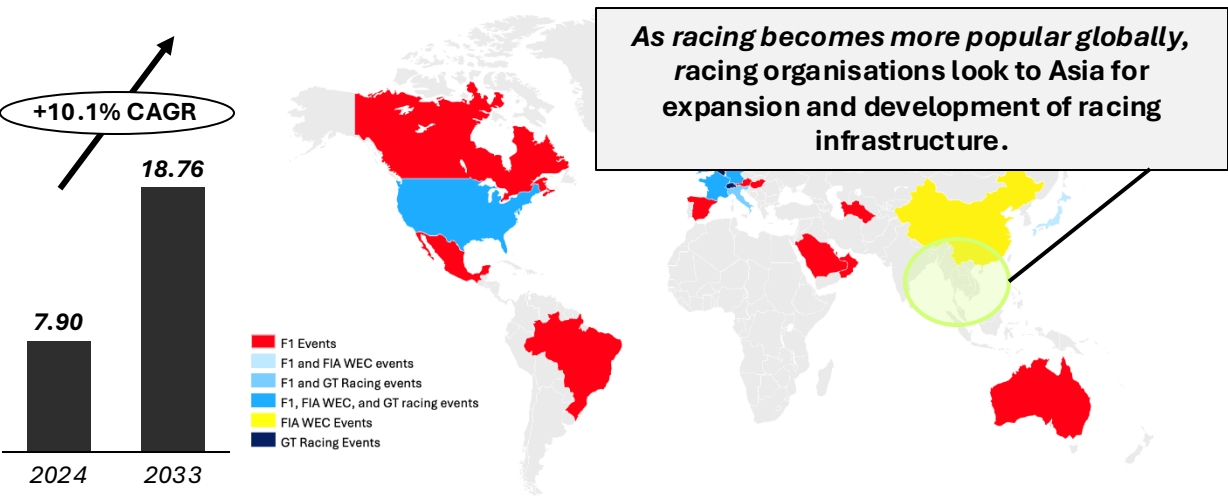 As racing becomes more popular globally,
racing organisations look to Asia for
expansion and development of racing
infrastructure.
+10.1% CAGR
18.76
7.90
2024
2033
F1 Events
F1 and FIA WEC events
F1 and GT Racing events
F1, FIA WEC, and GT racing events
FIA WEC Events
GT Racing Events